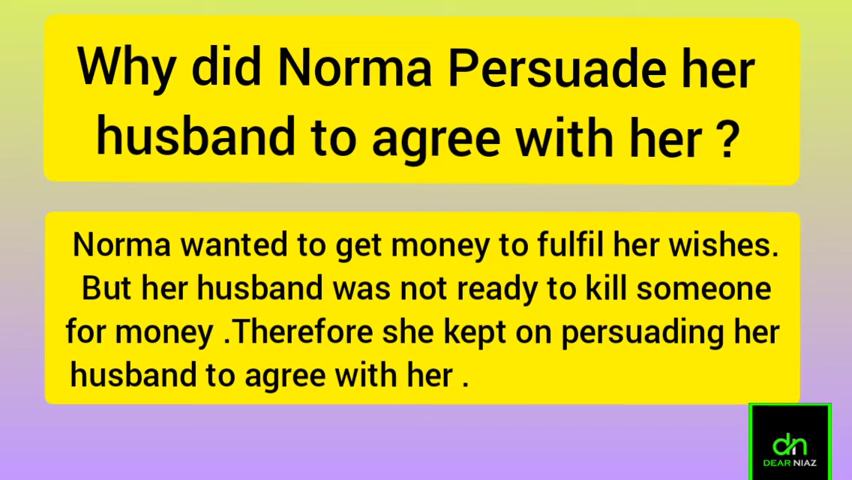 Why did Norma Persuade her
husband to agree with her ?
Norma wanted to get money to fulfil her wishes.
But her husband was not ready to kill someone
for money .Therefore she kept on persuading her
husband to agree with her .
dn
DEAR NIAZ